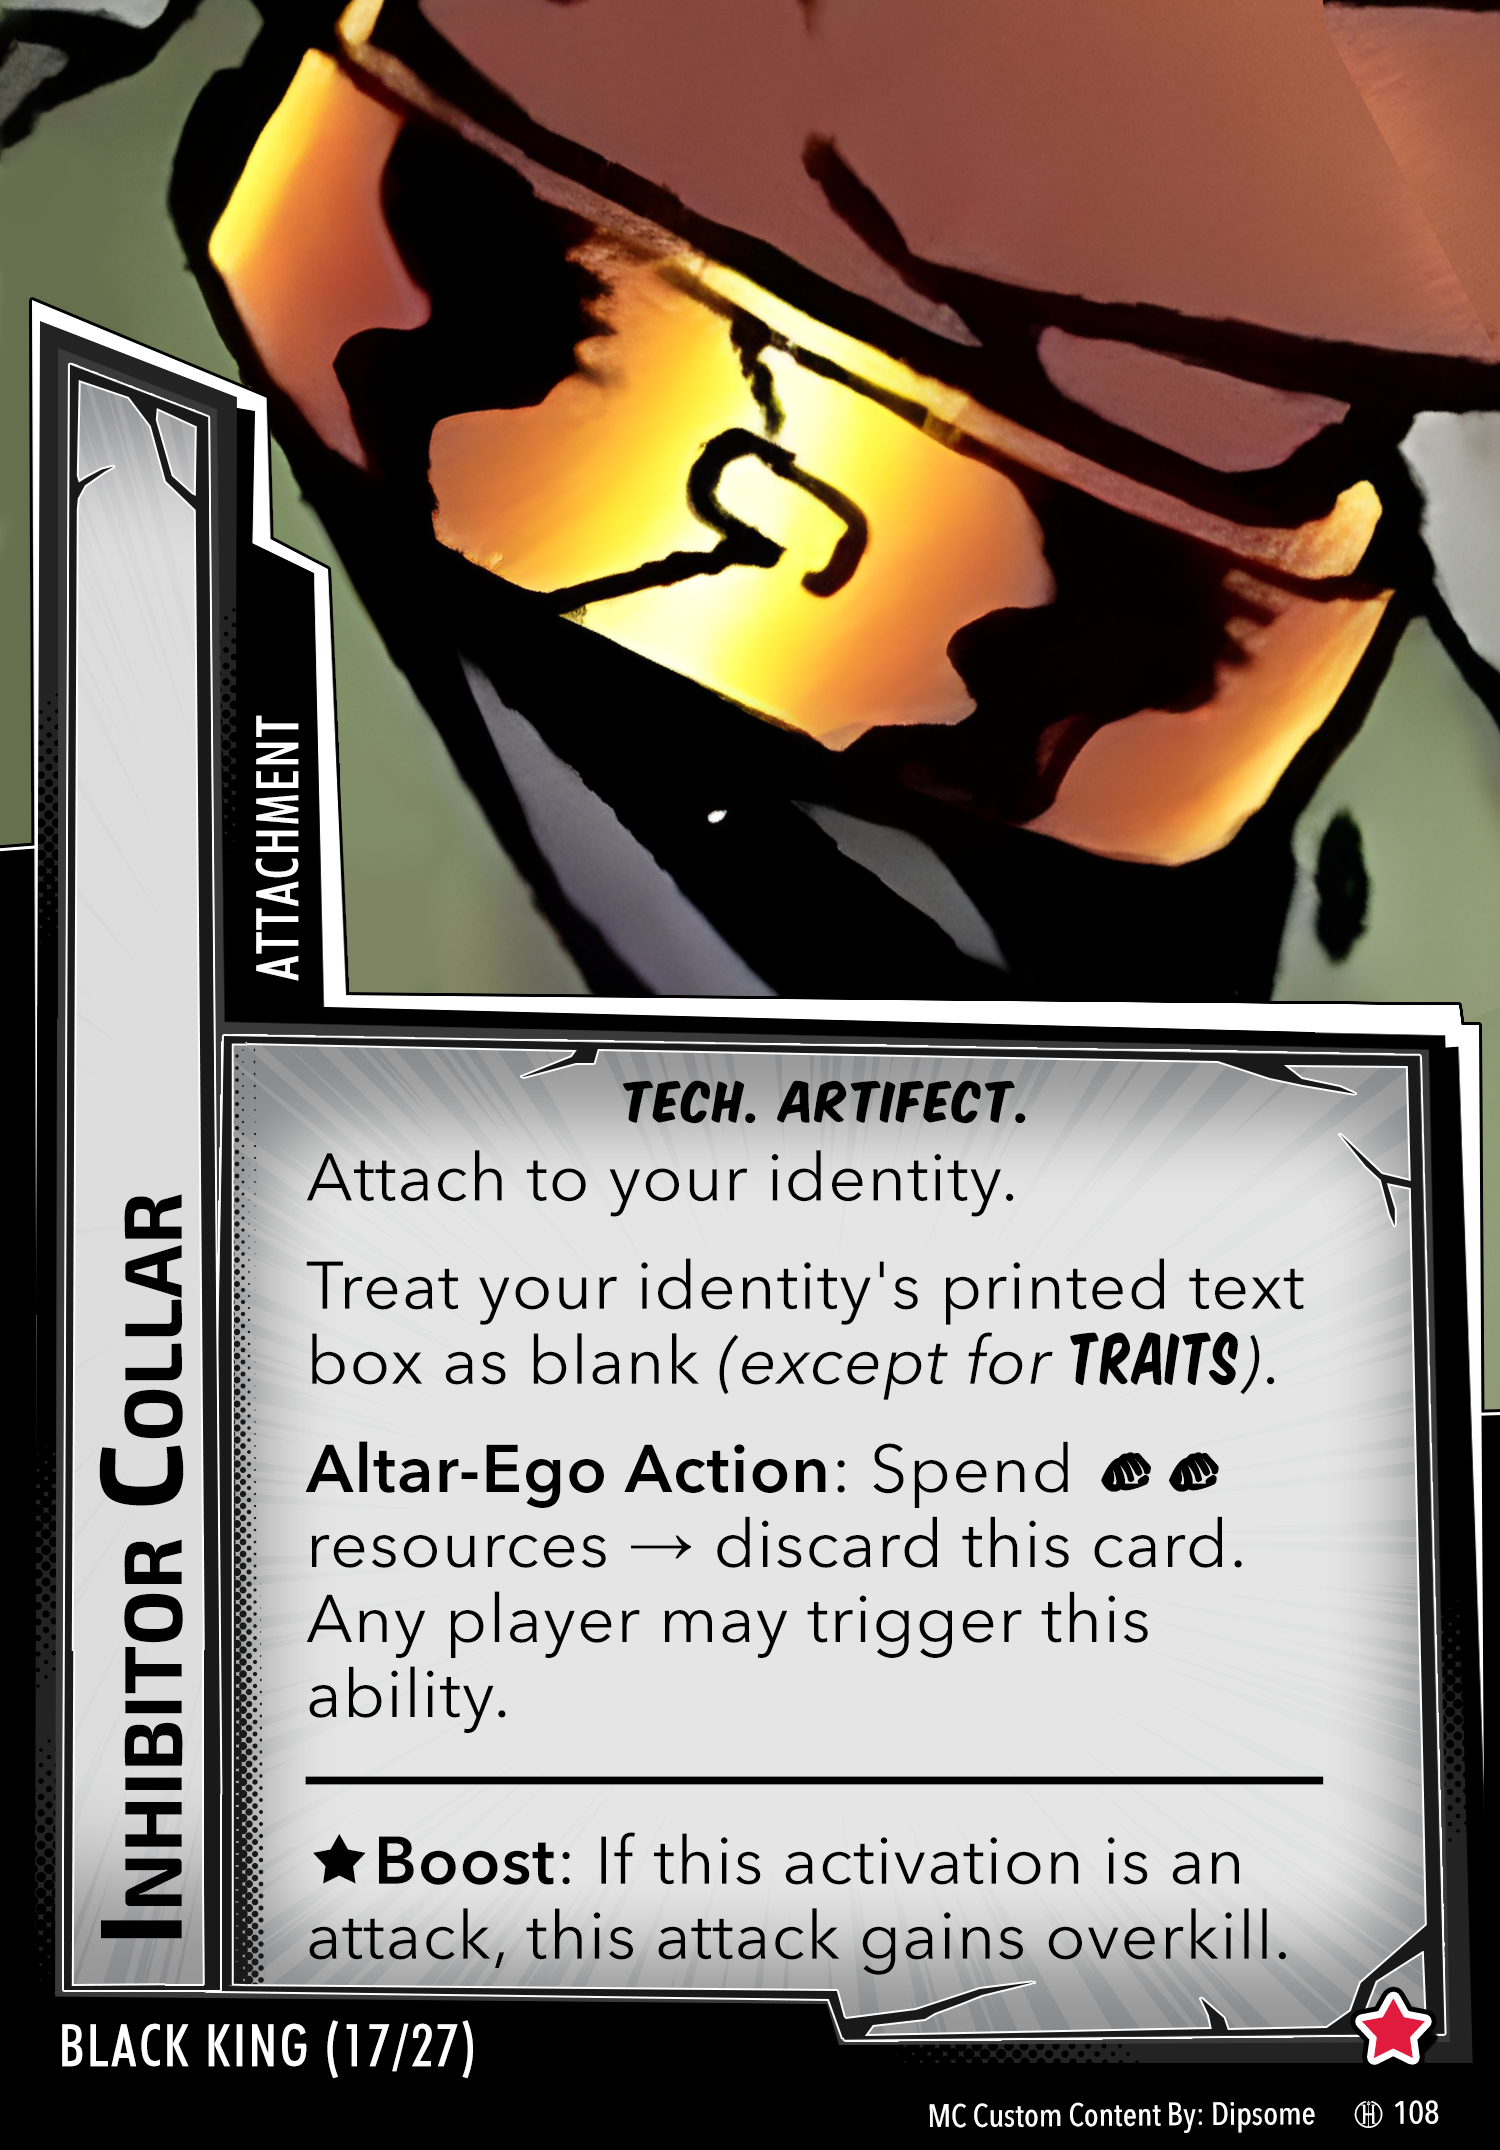 ATTACHMENT
INHIBITOR COLLAR
TECH. ARTIFECT.
Attach to your identity.
Treat your identity's printed text
box as blank (except for TRAITS).
Altar-Ego Action: Spend
resources → discard this card.
Any player may trigger this
ability.
★Boost: If this activation is an
attack, this attack gains overkill.
BLACK KING (17/27)
MC Custom Content By: Dipsome
108